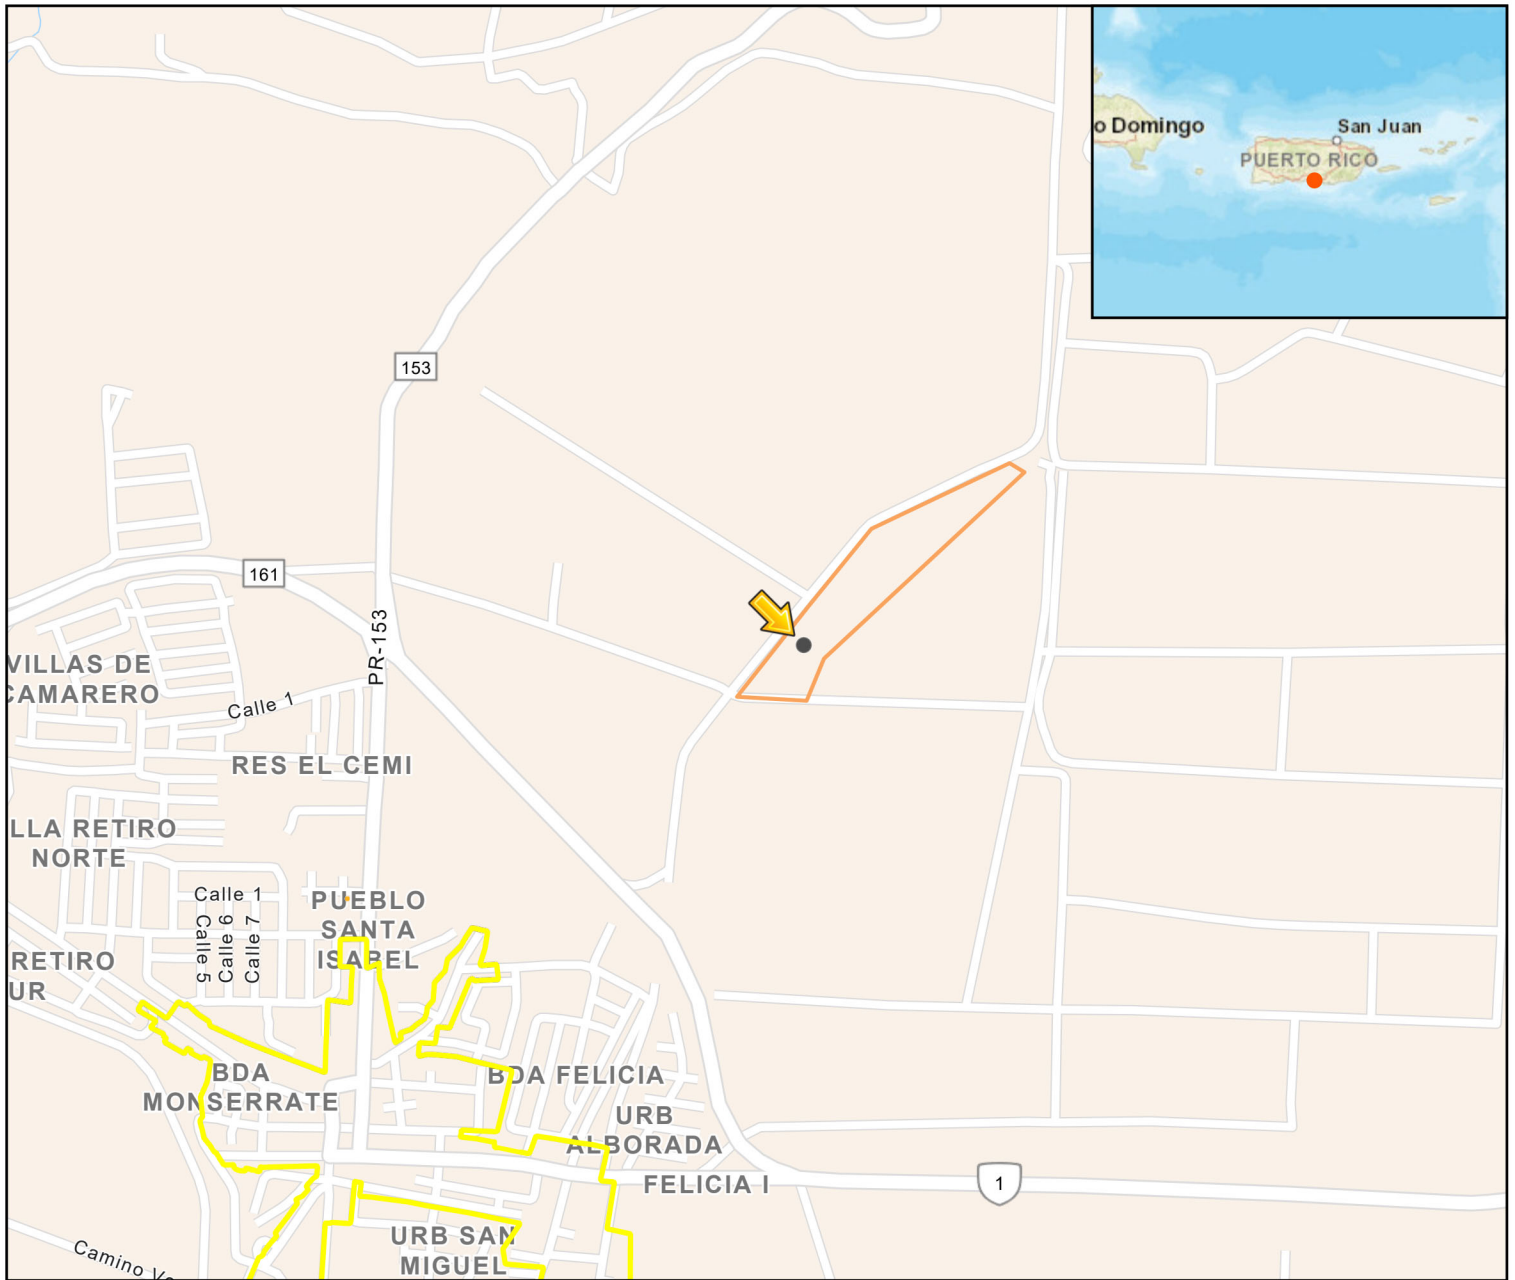 o Domingo
San Juan
PUERTO RICO
153
161
PR-153
VILLAS DE
CAMARERO
Calle 1
RES EL CEMI
LLA RETIRO
NORTE
Calle 1
Calle 5
Calle 9
Calle 7
PUEBLO
SANTA
ISABEL
RETIRO
UR
BDA
MONSERRATE
BDA FELICIA
URB
ALBORADA
FELICIA I
1
URB SAN
MIGUEL
Camino